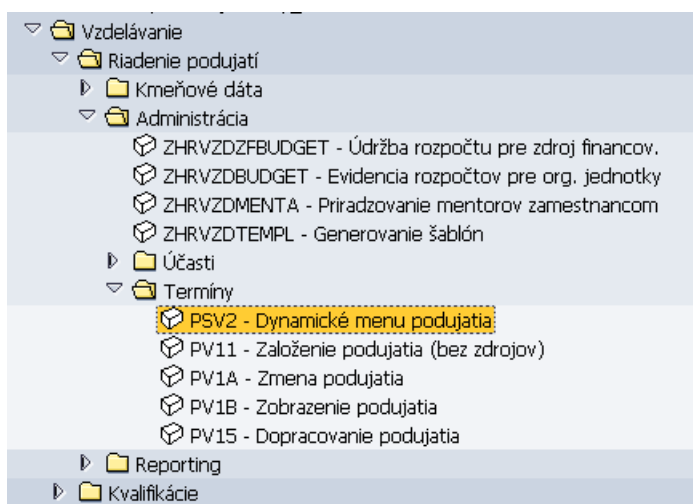 Vzdelávanie
Riadenie podujatí
Kmeňové dáta
Administrácia
ZHRVZDZFBUDGET - Údržba rozpočtu pre zdroj financov.
ZHRVZDBUDGET - Evidencia rozpočtov pre org. jednotky
ZHRVZDMENTA - Priradzovanie mentorov zamestnancom
ZHRVZDTEMPL - Generovanie šablón
Účasti
Termíny
PSV2 - Dynamické menu podujatia
PV11 - Založenie podujatia (bez zdrojov)
PV1A - Zmena podujatia
PV1B - Zobrazenie podujatia
PV15 - Dopracovanie podujatia
Reporting
Kvalifikácie